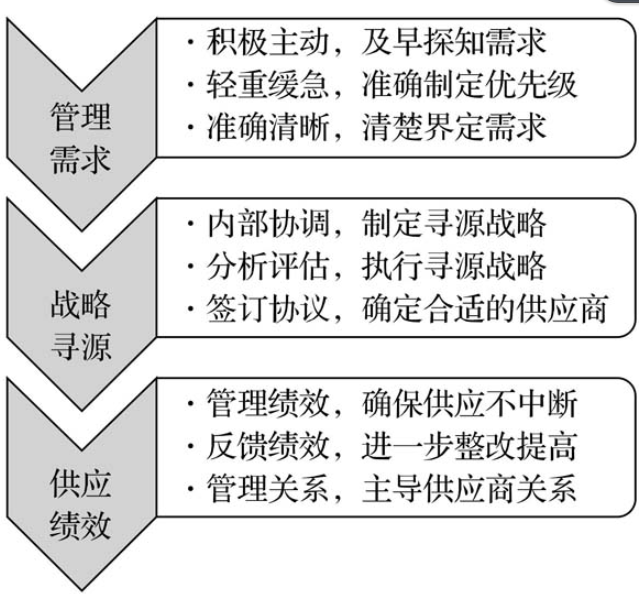 管理
需求
·积极主动，及早探知需求
·轻重缓急，准确制定优先级
·准确清晰，清楚界定需求
战略
寻源
·内部协调，制定寻源战略
·分析评估，执行寻源战略
·签订协议，确定合适的供应商
供应
绩效
·管理绩效，确保供应不中断
·反馈绩效，进一步整改提高
·管理关系，主导供应商关系